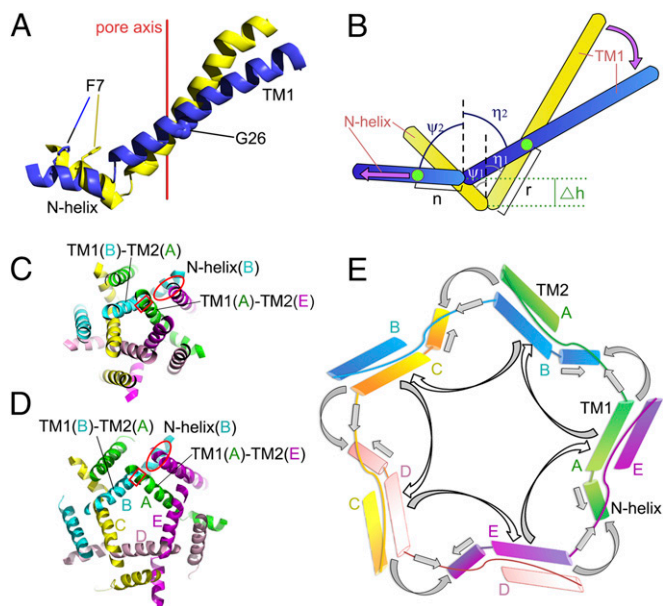 A
pore axis
F7
TM1
G26
N-helix
B
TM1
N-helix
ψ2
η2
ψ1
η1
n
r
△h
C
TM1(B)-TM2(A)
N-helix(B)
TM1(A)-TM2(E)
D
TM1(B)-TM2(A)
N-helix(B)
TM1(A)-TM2(E)
B
A
C
E
D
E
TM2
A
B
B
C
TM1
E
A
D
N-helix
C
E
D